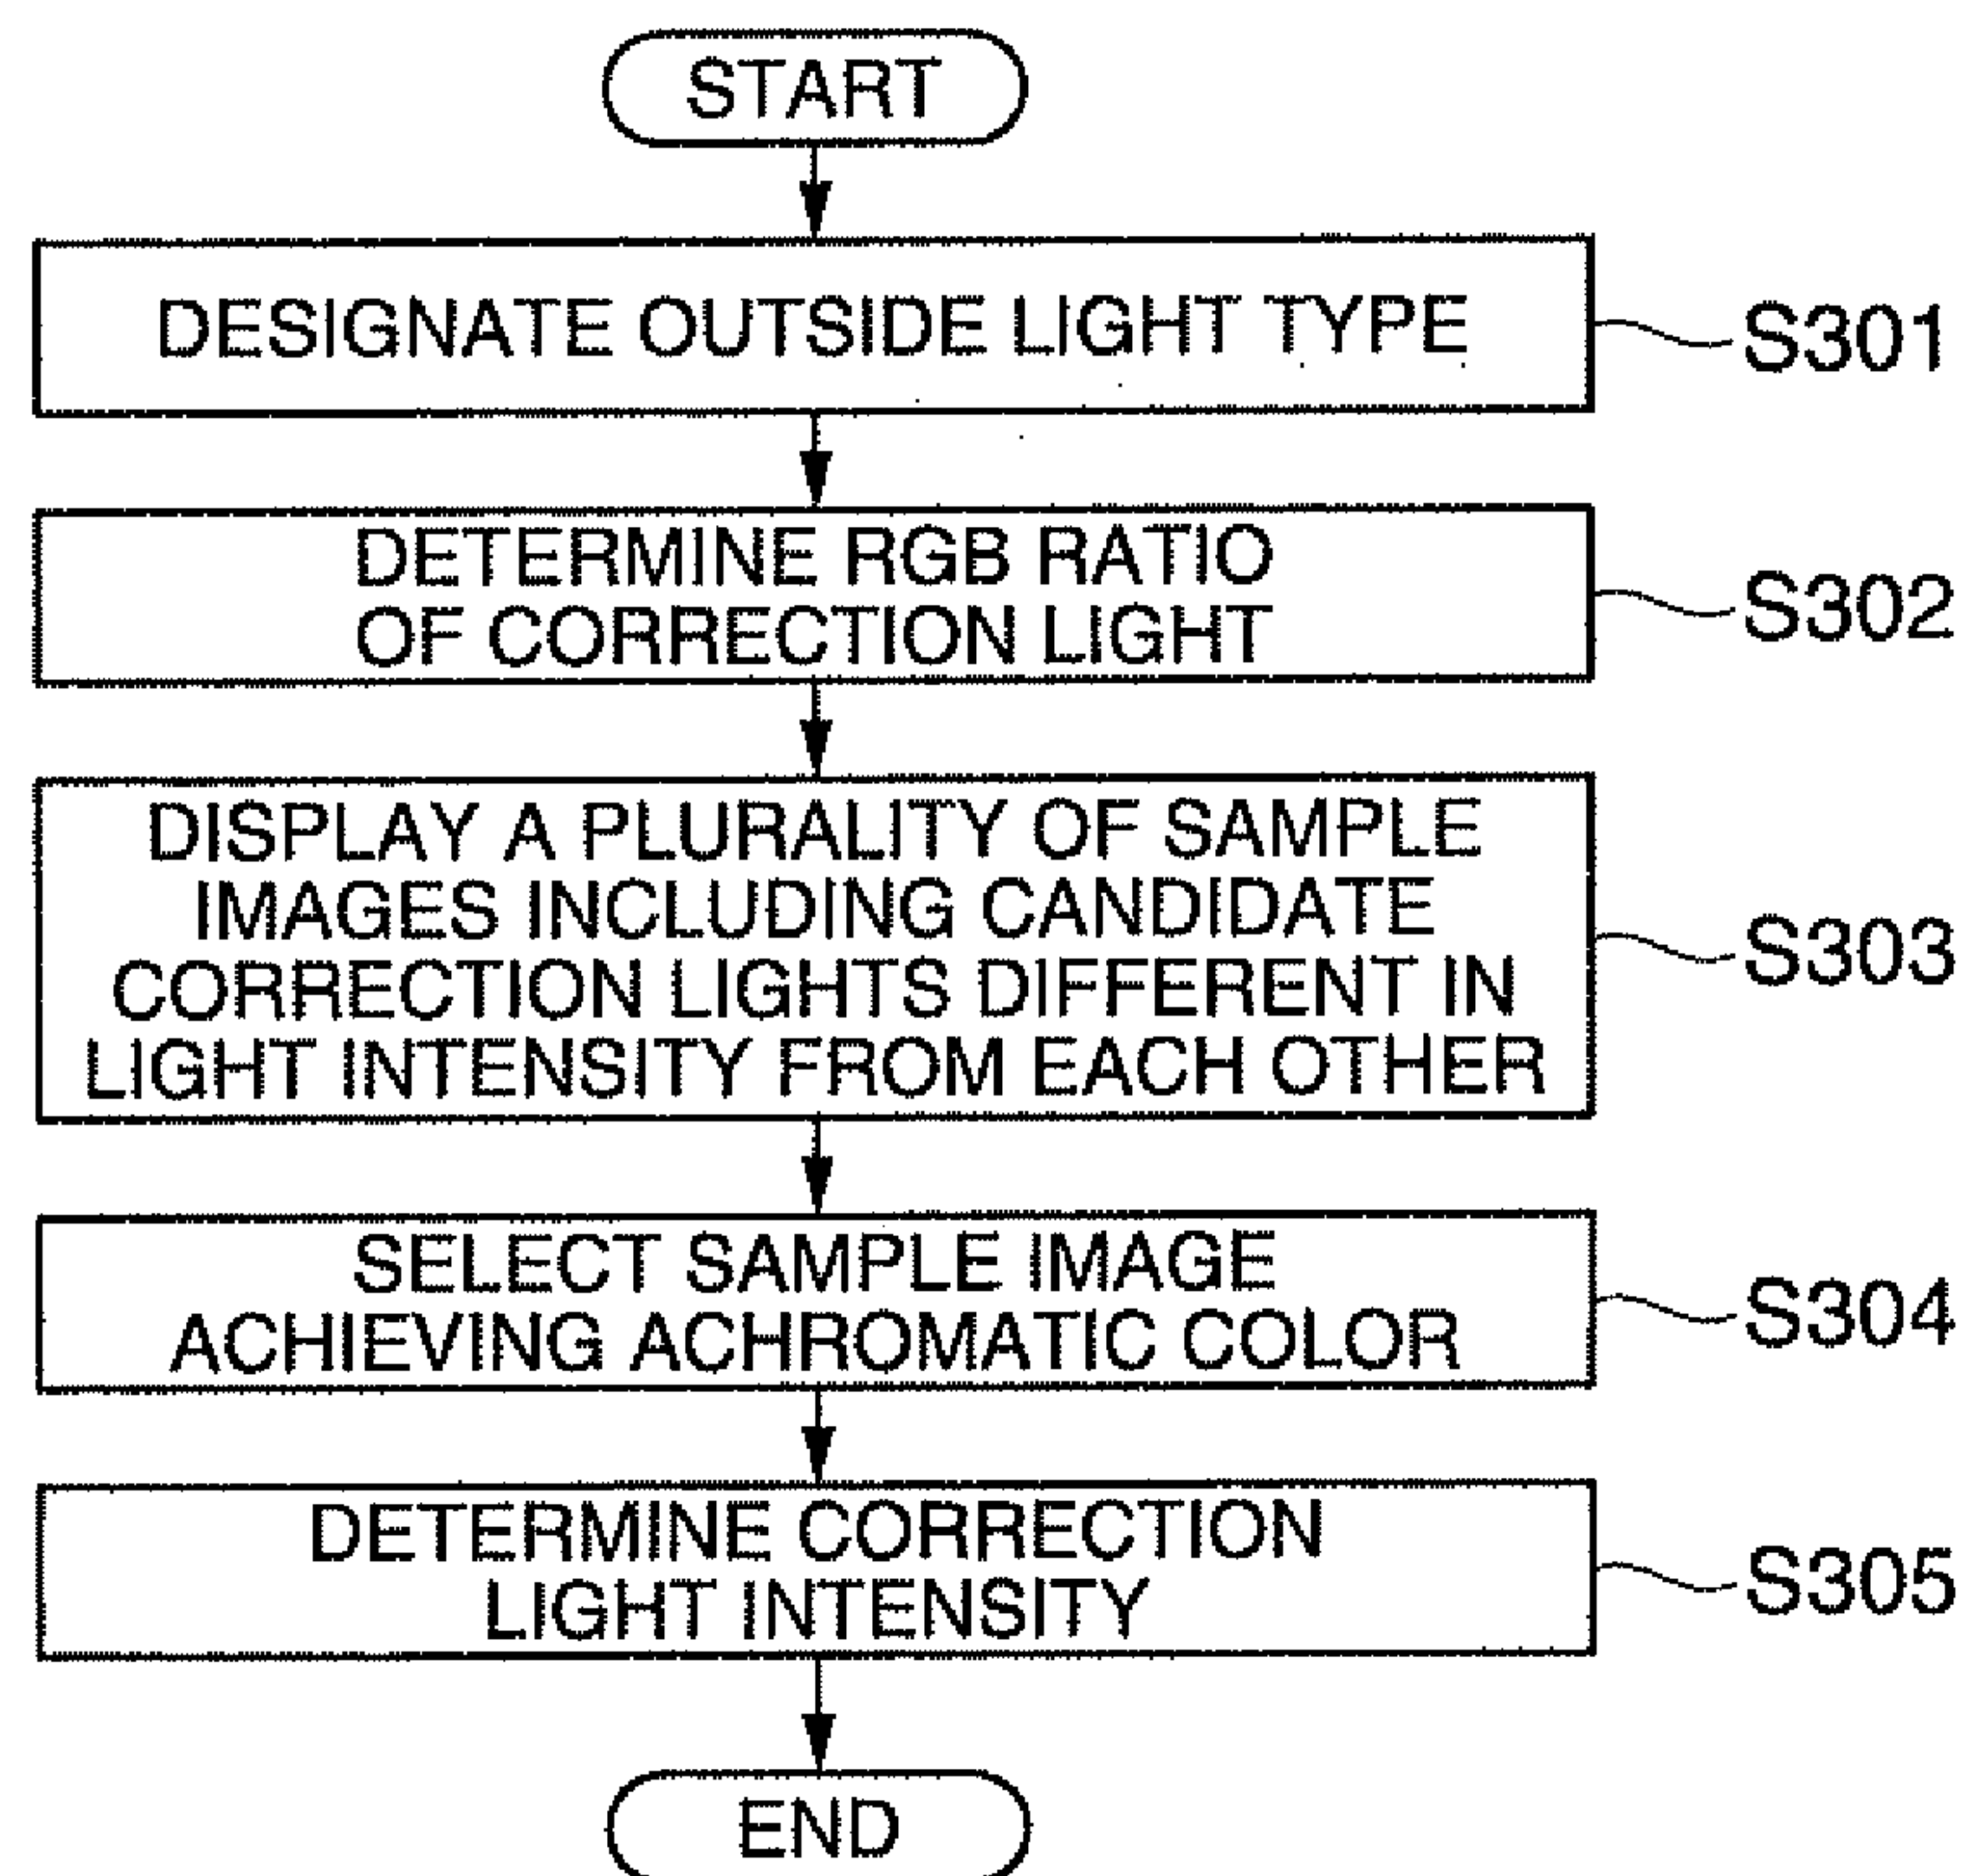 START
DESIGNATE OUTSIDE LIGHT TYPE
S301
DETERMINE RGB RATIO
OF CORRECTION LIGHT
S302
DISPLAY A PLURALITY OF SAMPLE
IMAGES INCLUDING CANDIDATE
CORRECTION LIGHTS DIFFERENT IN
LIGHT INTENSITY FROM EACH OTHER
S303
SELECT SAMPLE IMAGE
ACHIEVING ACHROMATIC COLOR
S304
DETERMINE CORRECTION
LIGHT INTENSITY
S305
END